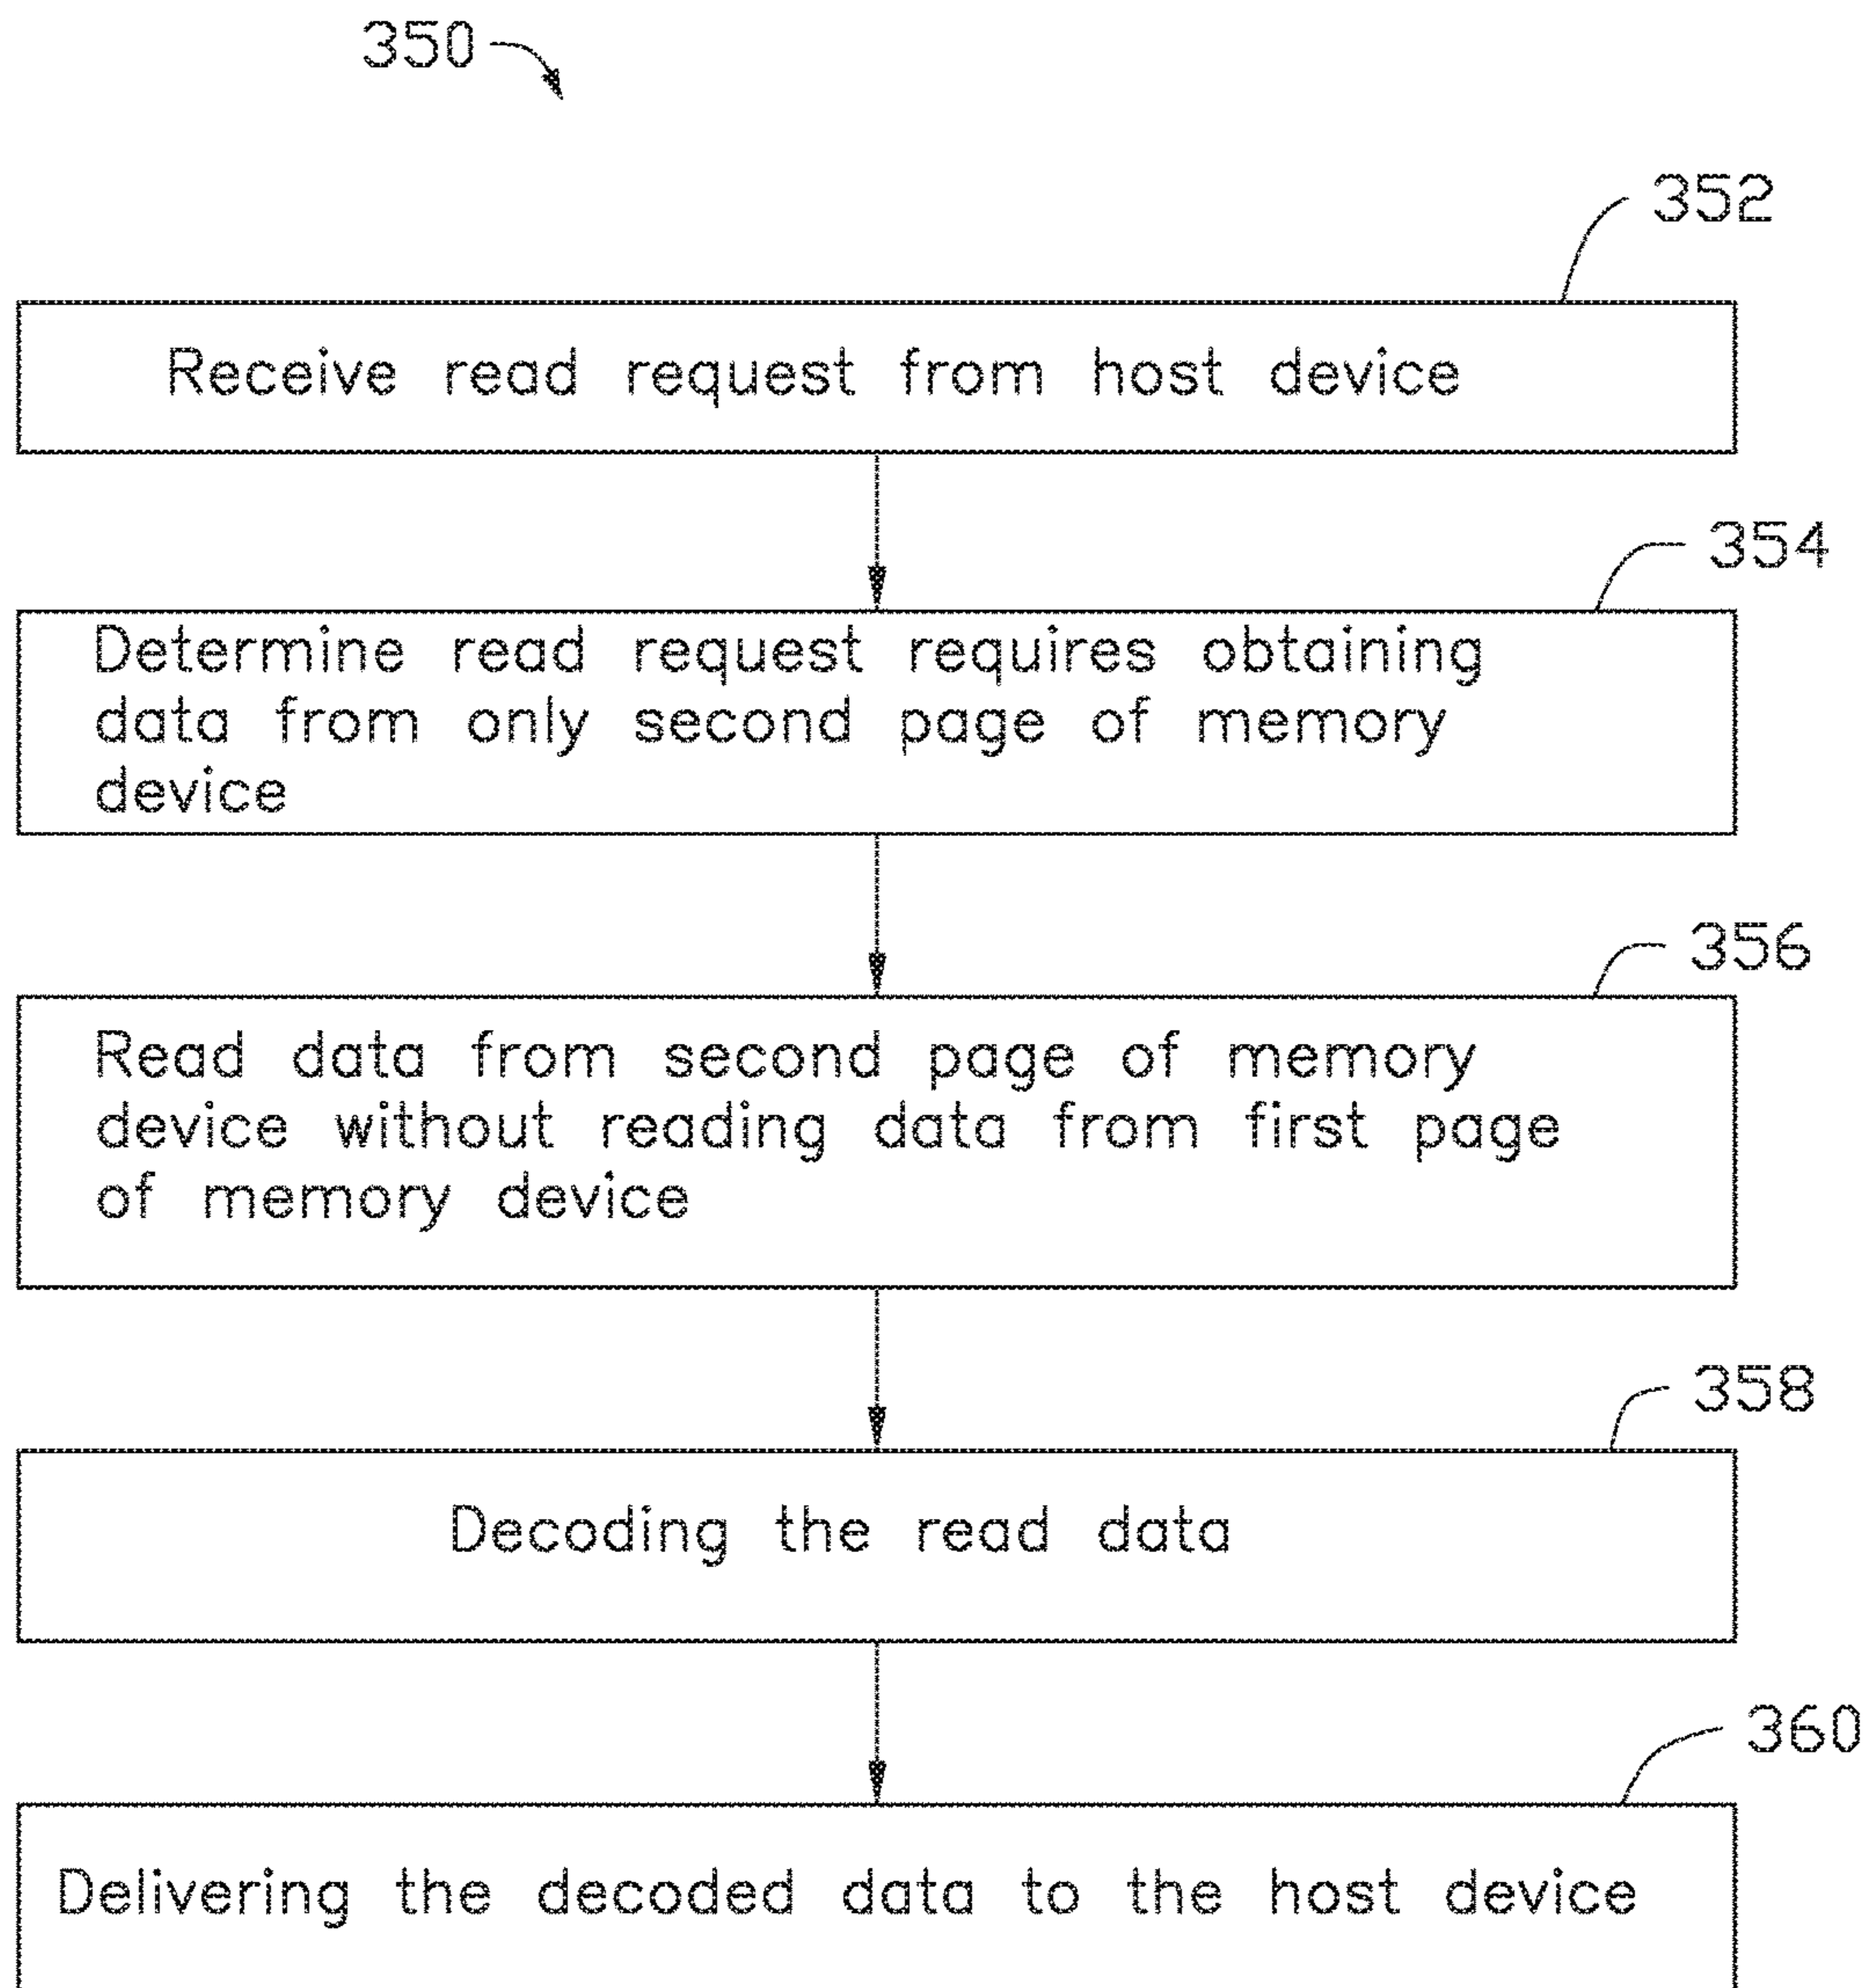 350
352
Receive read request from host device
354
Determine read request requires obtaining
data from only second page of memory
device
356
Read data from second page of memory
device without reading data from first page
of memory device
358
Decoding the read data
360
Delivering the decoded data to the host device